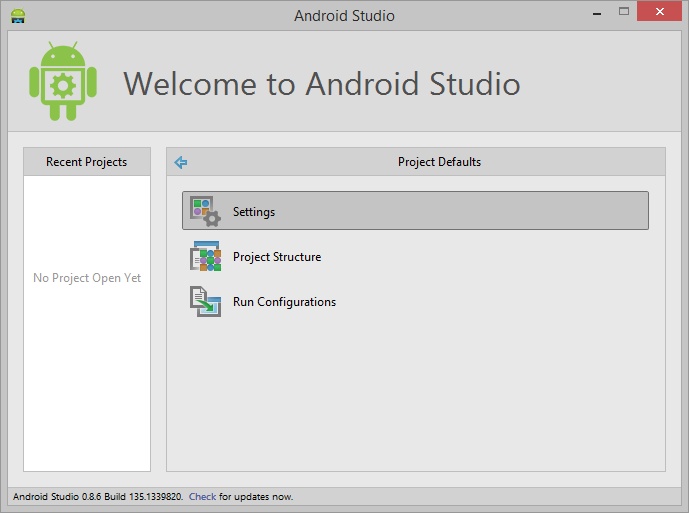 Android Studio
Welcome to Android Studio
Recent Projects
No Project Open Yet
Project Defaults
Settings
Project Structure
Run Configurations
Android Studio 0.8.6 Build 135.1339820. Check for updates now.